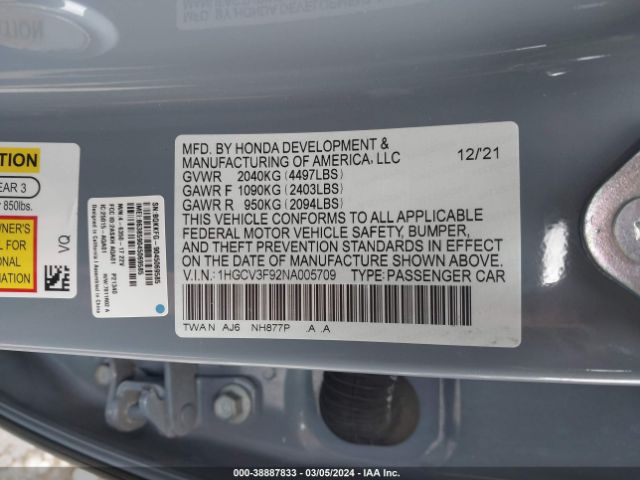 MFD. BY HONDA DEVELOPMENT &
MANUFACTURING OF AMERICA, LLC 12/'21
GVWR 2040KG (4497LBS)
GAWR F 1090KG (2403LBS)
GAWR R 950KG (2094LBS)
THIS VEHICLE CONFORMS TO ALL APPLICABLE
FEDERAL MOTOR VEHICLE SAFETY, BUMPER,
AND THEFT PREVENTION STANDARDS IN EFFECT
ON THE DATE OF MANUFACTURE SHOWN ABOVE.
V.I.N.: 1HGCV3F92NA005709 TYPE: PASSENGER CAR
TWA N AJ6 NH877P .A .A
EAR 3
850lbs.
OWNER'S
AL FOR
ONAL
MATION
VQ
000-38887833 - 03/05/2024 - IAA Inc.